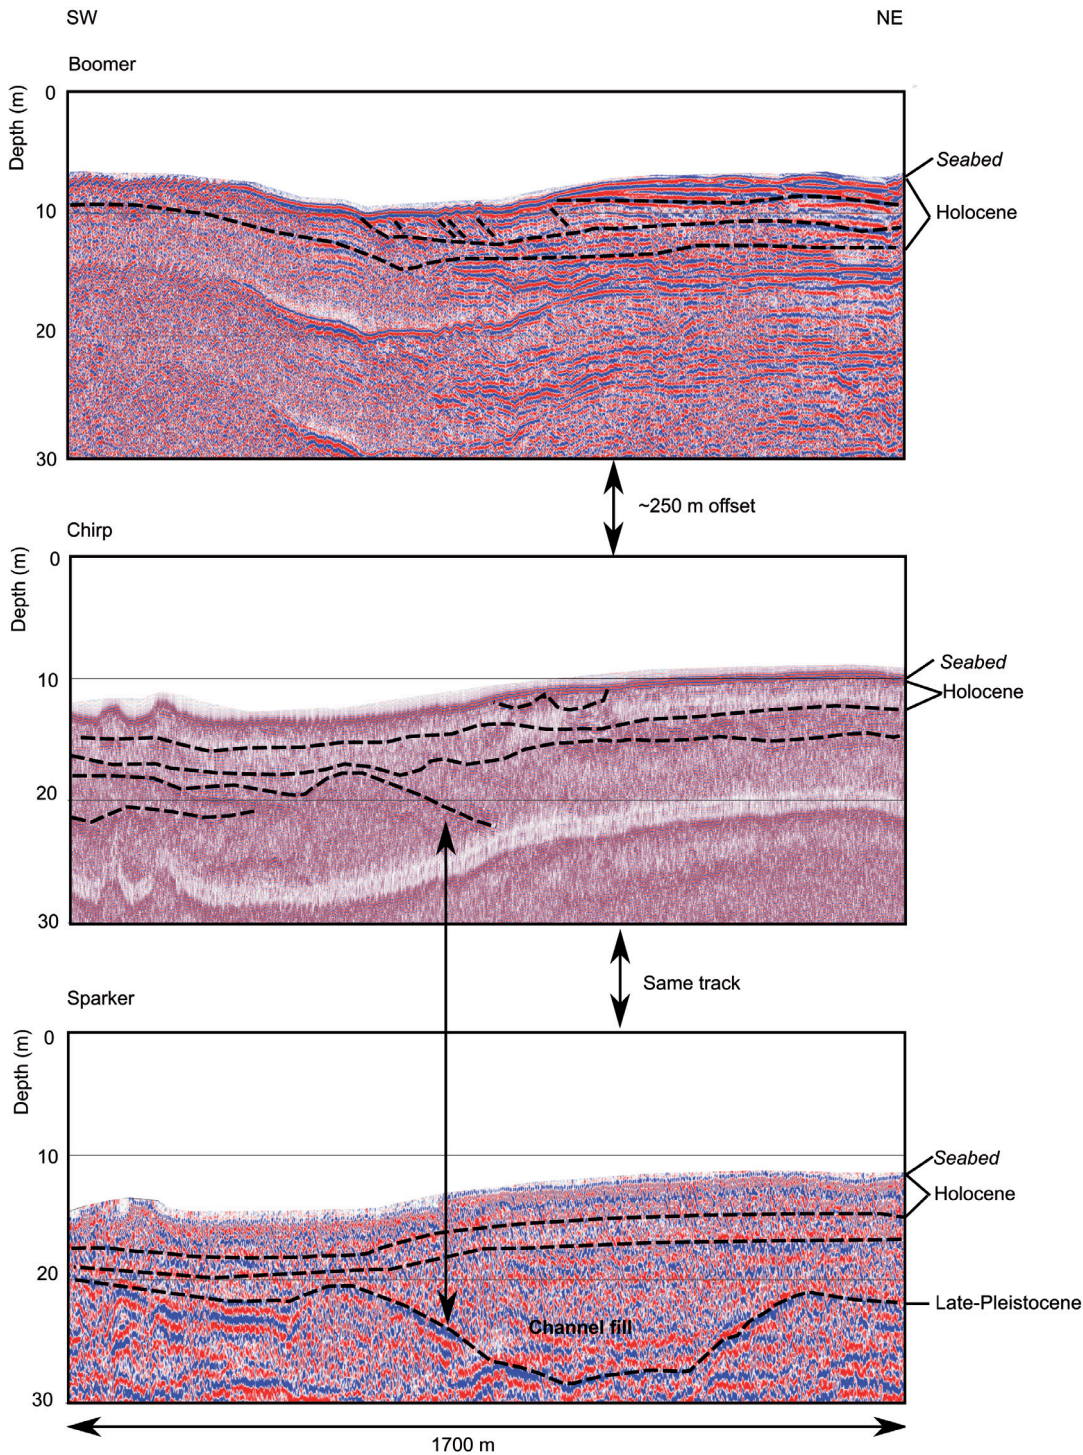 SW
NE
Boomer
Depth (m)
0
10
20
30
Seabed
Holocene
~250 m offset
Chirp
Depth (m)
0
10
20
30
Seabed
Holocene
Same track
Sparker
Depth (m)
0
10
20
30
Seabed
Holocene
Late-Pleistocene
Channel fill
1700 m